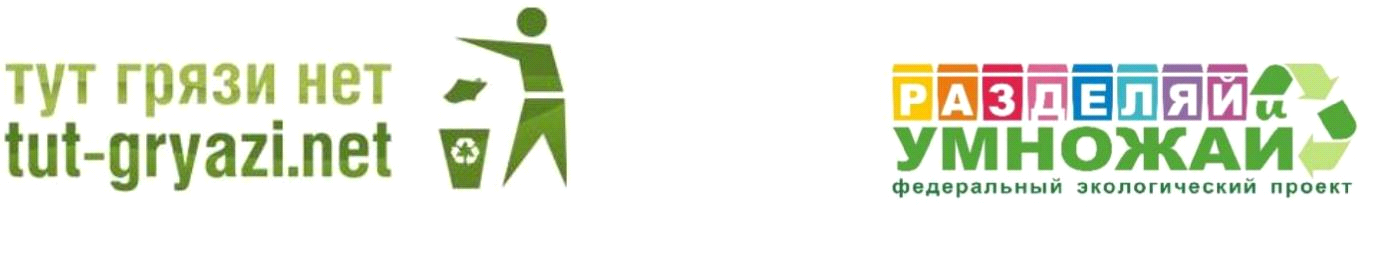 тут грязи нет
tut-gryazi.net
РАЗДЕЛЯЙ и
УМНОЖАЙ
федеральный экологический проект